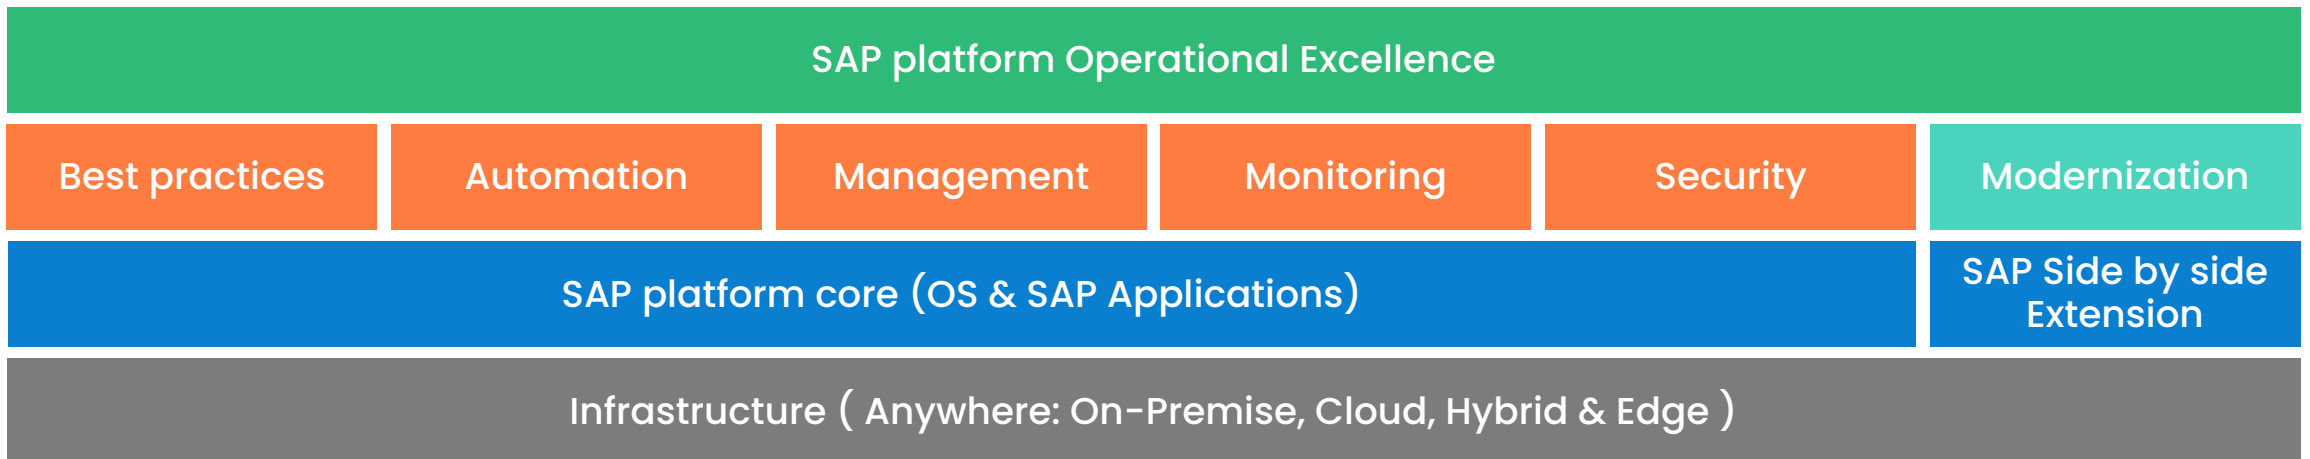 SAP platform Operational Excellence
Best practices
Automation
Management
Monitoring
Security
Modernization
SAP platform core (OS & SAP Applications)
SAP Side by side
Extension
Infrastructure ( Anywhere: On-Premise, Cloud, Hybrid & Edge )